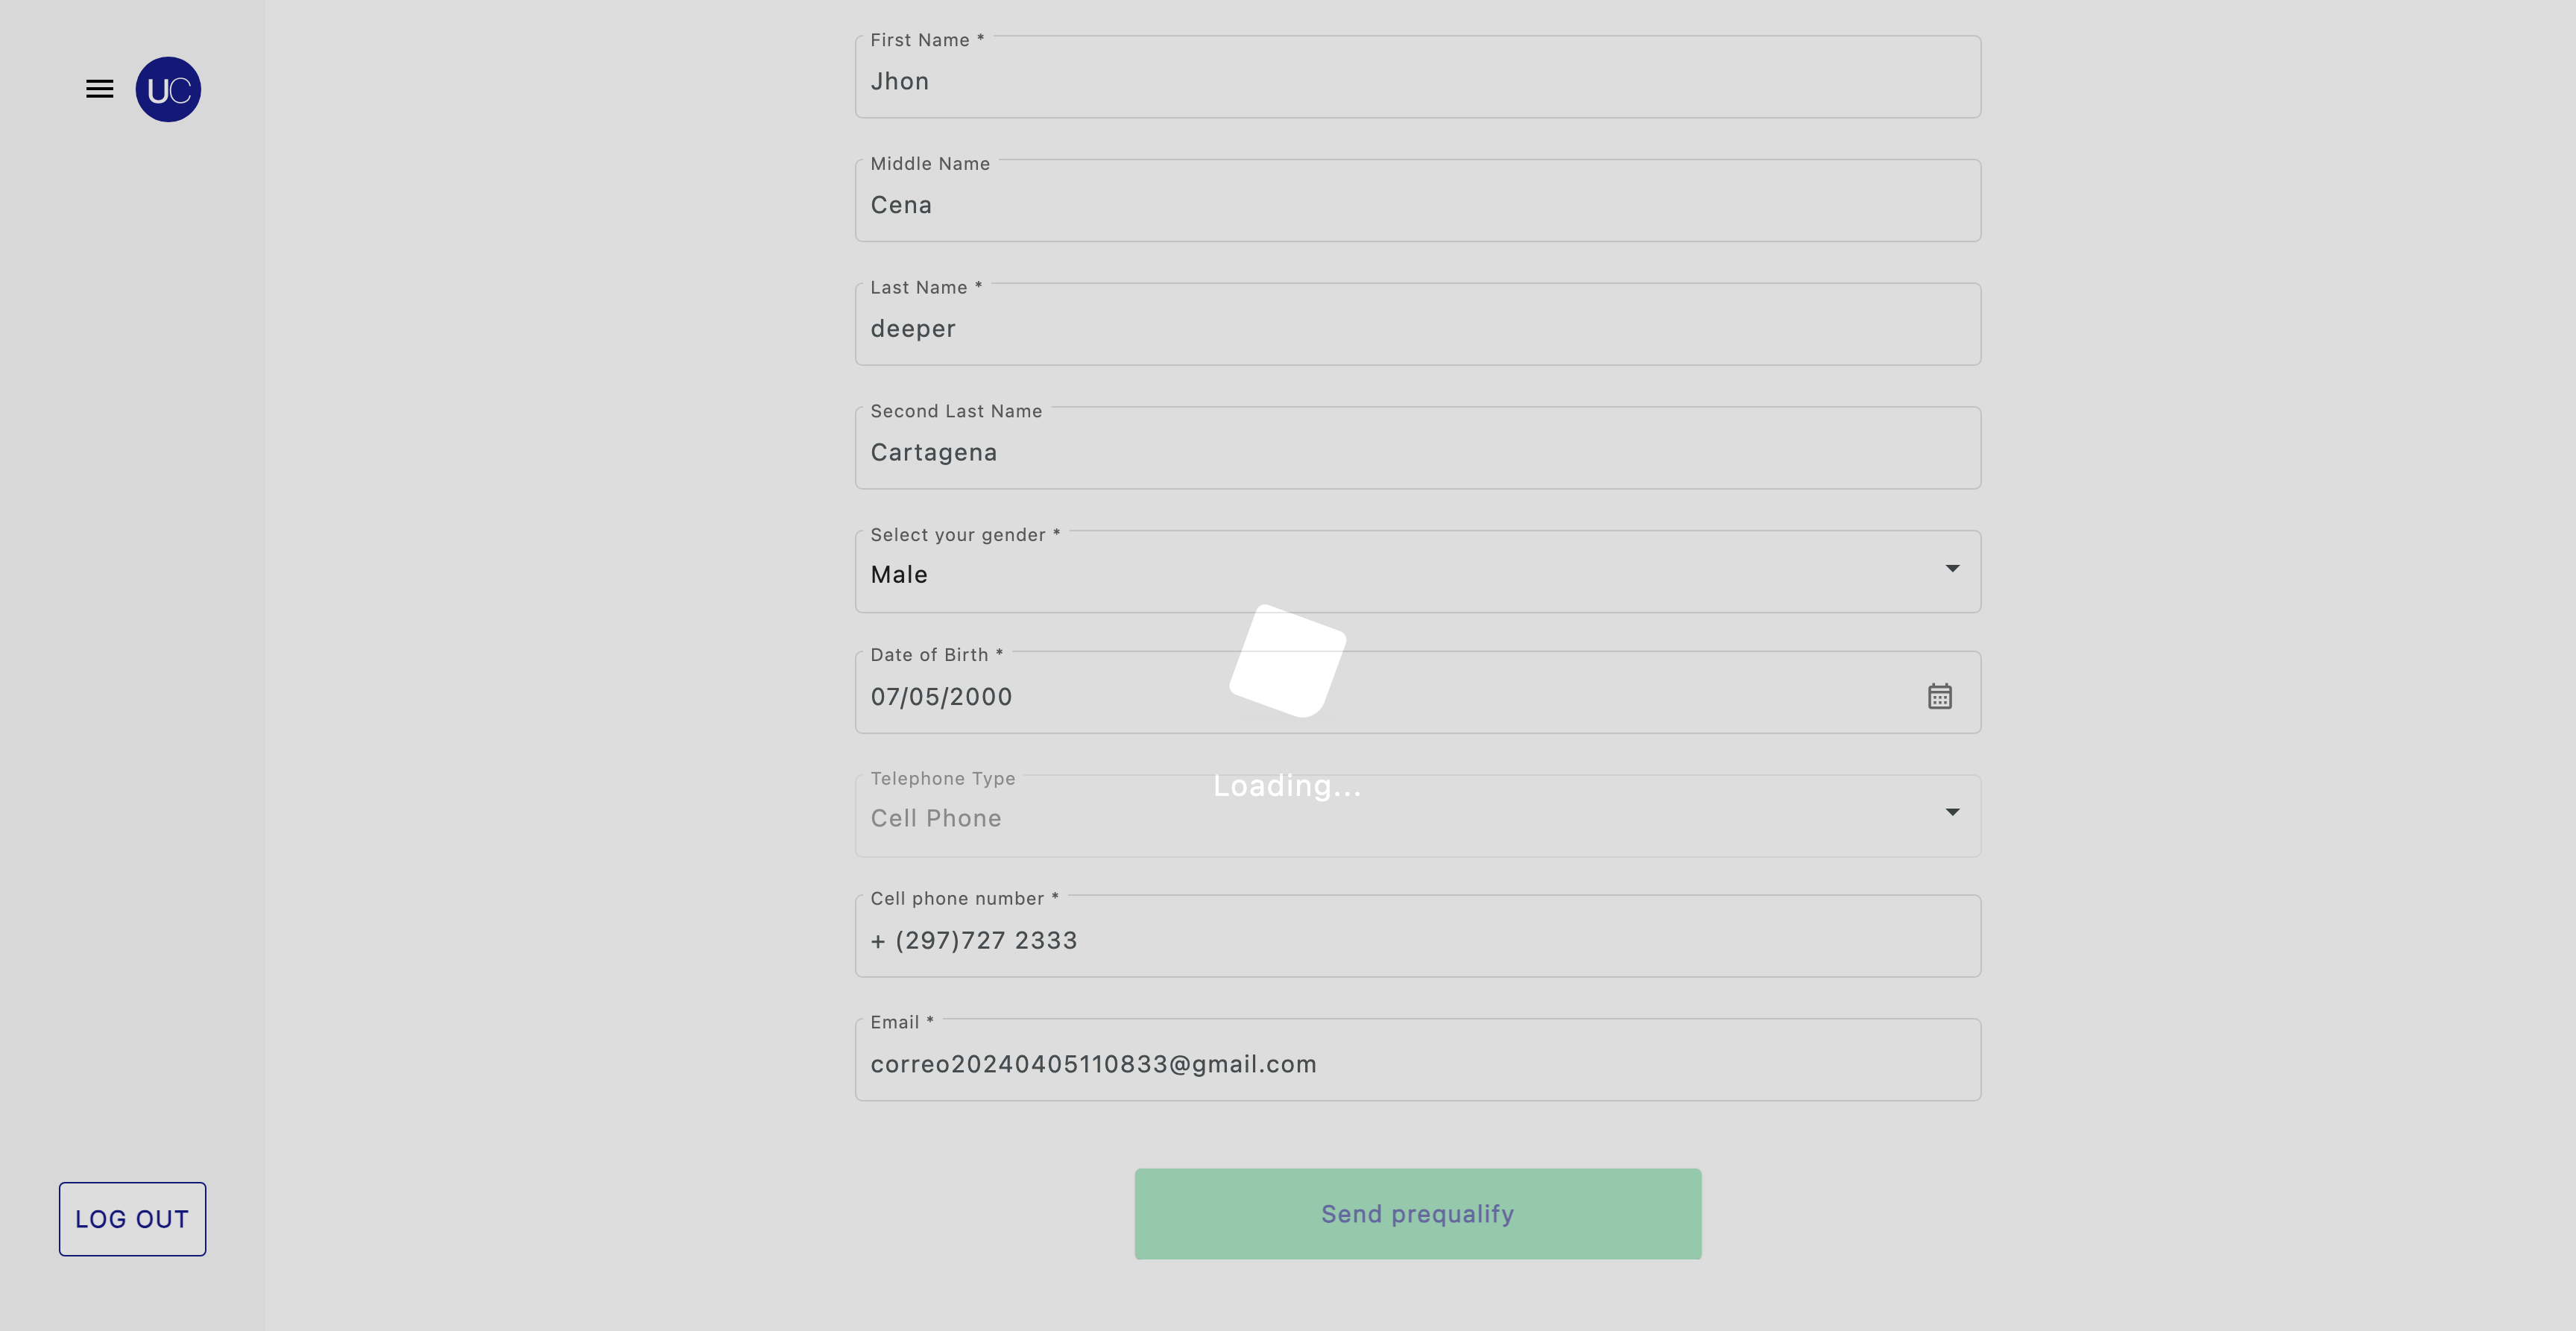 UC
First Name *
Jhon
Middle Name
Cena
Last Name *
deeper
Second Last Name
Cartagena
Select your gender *
Male
Date of Birth *
07/05/2000
Telephone Type
Loading...
Cell Phone
Cell phone number *
+ (297)727 2333
Email *
correo20240405110833@gmail.com
Send prequalify
LOG OUT